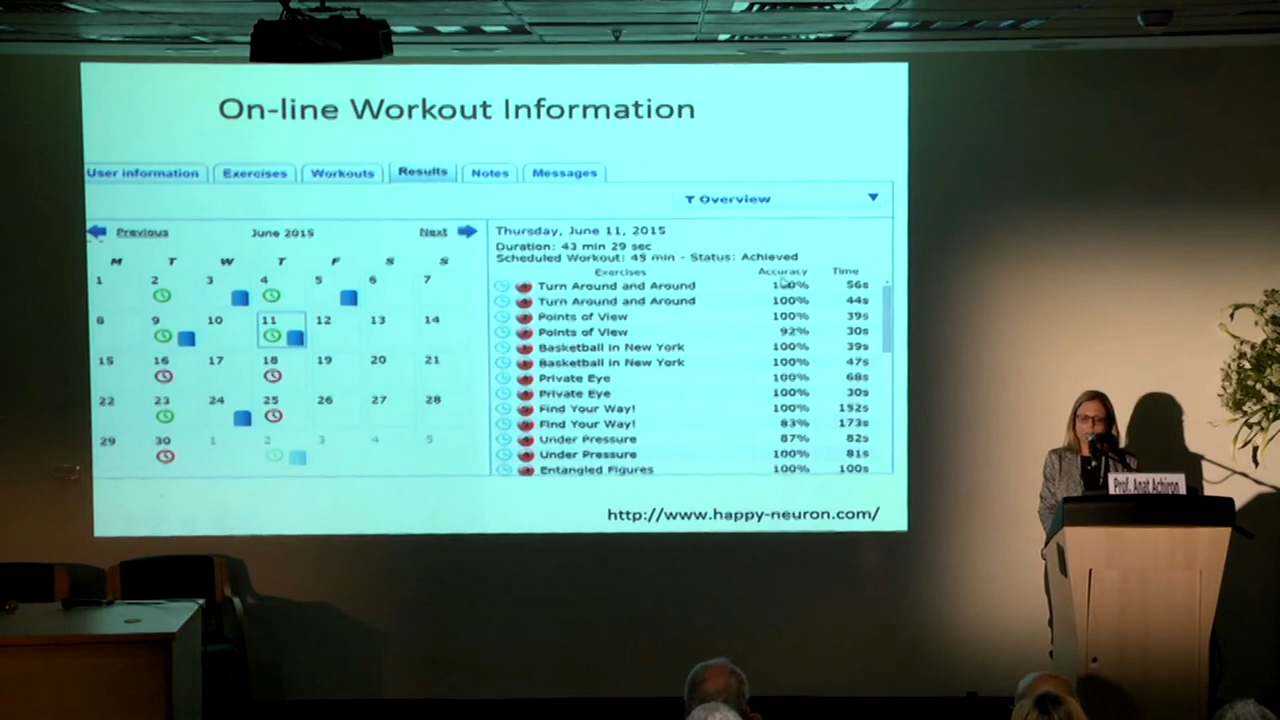 On-line Workout Information
User information Exercises Workouts Results Notes Messages
Overview
Previous June 2015 Next
M T W T F S S
1 2 3 4 5 6 7
8 9 10 11 12 13 14
15 16 17 18 19 20 21
22 23 24 25 26 27 28
29 30 1 2 3 4 5
Thursday, June 11, 2015
Duration: 43 min 29 sec
Scheduled Workout: 45 min - Status: Achieved
Exercises Accuracy Time
Turn Around and Around 100% 56s
Turn Around and Around 100% 44s
Points of View 100% 39s
Points of View 92% 30s
Basketball in New York 100% 39s
Basketball in New York 100% 47s
Private Eye 100% 68s
Private Eye 100% 30s
Find Your Way! 100% 152s
Find Your Way! 83% 173s
Under Pressure 87% 82s
Under Pressure 100% 81s
Entangled Figures 100% 100s
http://www.happy-neuron.com/
Prof. Anat Achiron